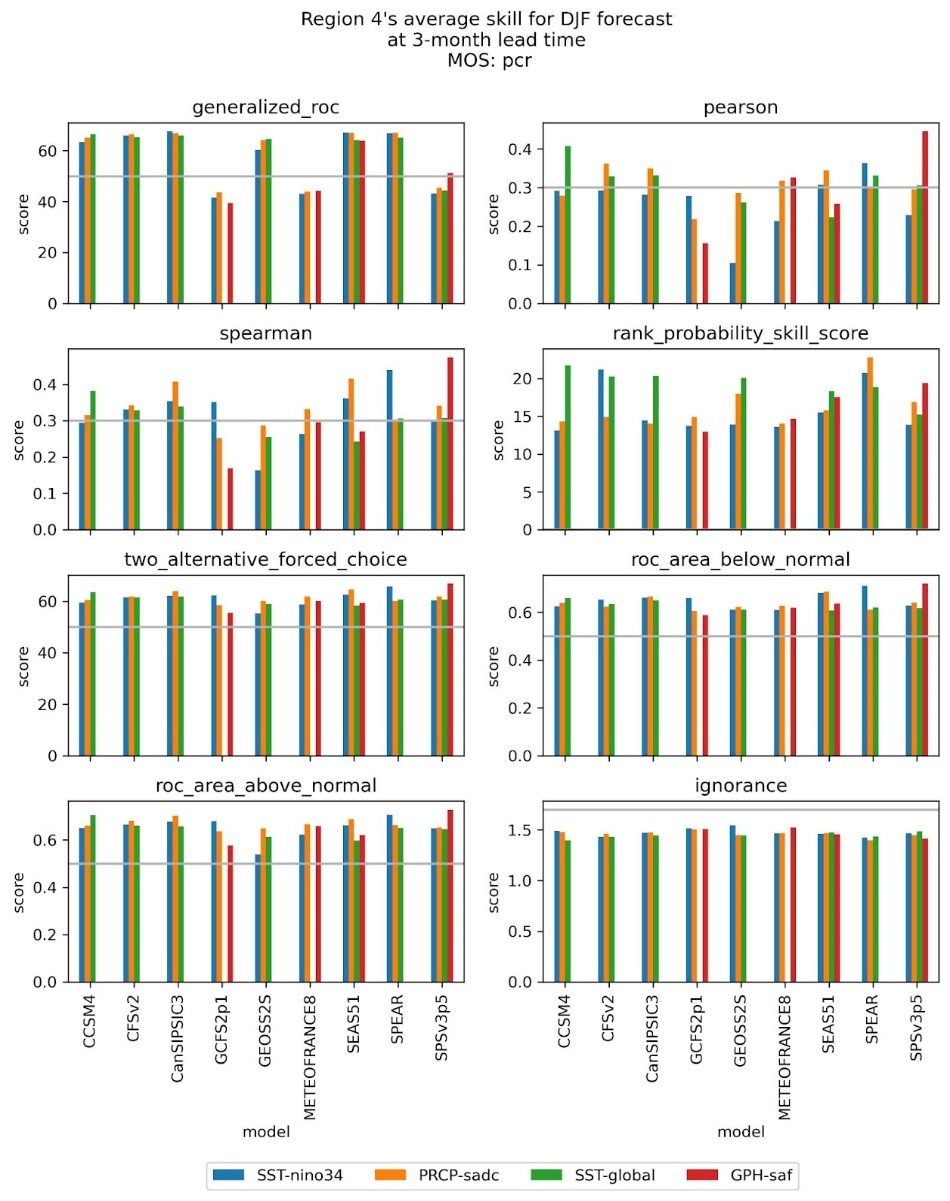 Region 4's average skill for DJF forecast
at 3-month lead time
MOS: pcr
generalized_roc
pearson
score
0
20
40
60
score
0.0
0.1
0.2
0.3
0.4
spearman
rank_probability_skill_score
score
0.0
0.1
0.2
0.3
0.4
score
0
5
10
15
20
two_alternative_forced_choice
roc_area_below_normal
score
0
20
40
60
score
0.0
0.2
0.4
0.6
roc_area_above_normal
ignorance
score
0.0
0.2
0.4
0.6
score
0.0
0.5
1.0
1.5
CCSM4
CFSv2
CanSIPSIC3
GCFS2p1
GEOSS2S
METEOFRANCE8
SEAS51
SPEAR
SPSv3p5
model
CCSM4
CFSv2
CanSIPSIC3
GCFS2p1
GEOSS2S
METEOFRANCE8
SEAS51
SPEAR
SPSv3p5
model
SST-nino34 PRCP-sadc SST-global GPH-saf